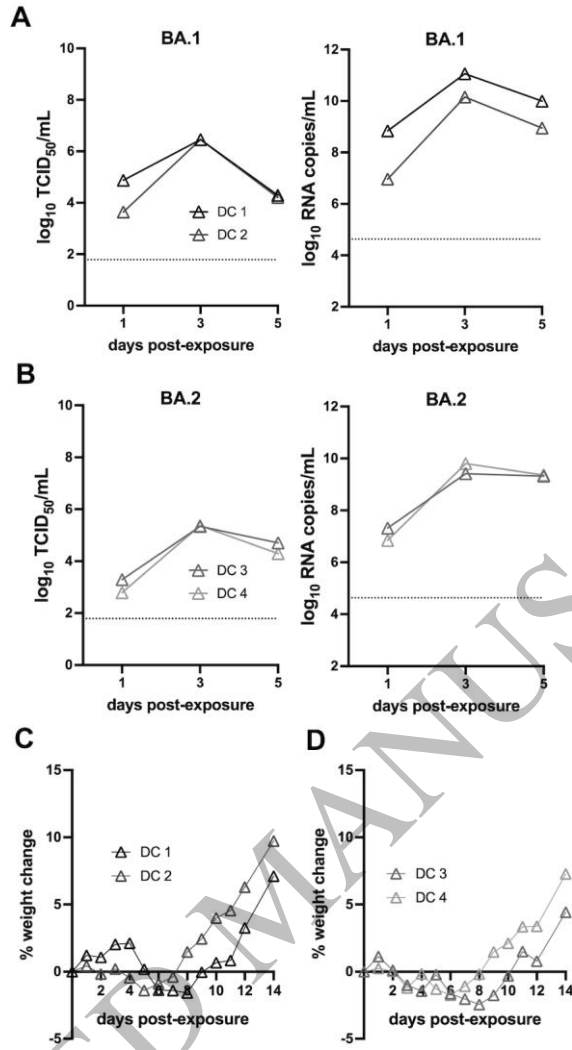 A
BA.1
BA.1
log10 TCID50/mL
10
8
6
4
2
0
DC 1
DC 2
1 3 5
days post-exposure
log10 RNA copies/mL
12
10
8
6
4
2
1 3 5
days post-exposure
B
BA.2
BA.2
log10 TCID50/mL
10
8
6
4
2
0
DC 3
DC 4
1 3 5
days post-exposure
log10 RNA copies/mL
12
10
8
6
4
2
1 3 5
days post-exposure
C
% weight change
15
10
5
0
-5
DC 1
DC 2
2 4 6 8 10 12 14
days post-exposure
D
% weight change
15
10
5
0
-5
DC 3
DC 4
2 4 6 8 10 12 14
days post-exposure
D MANUS